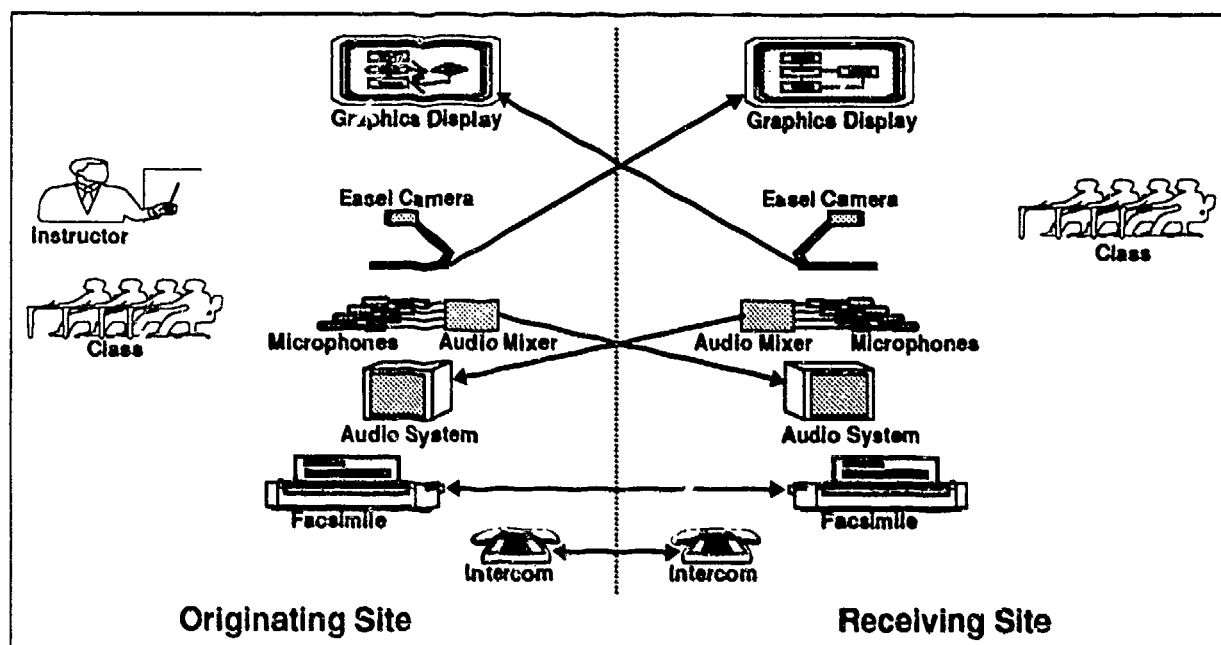 Graphics Display
Graphics Display
Easel Camera
Easel Camera
Instructor
Class
Class
Microphones
Audio Mixer
Audio Mixer
Microphones
Audio System
Audio System
Facsimile
Facsimile
Intercom
Intercom
Originating Site
Receiving Site